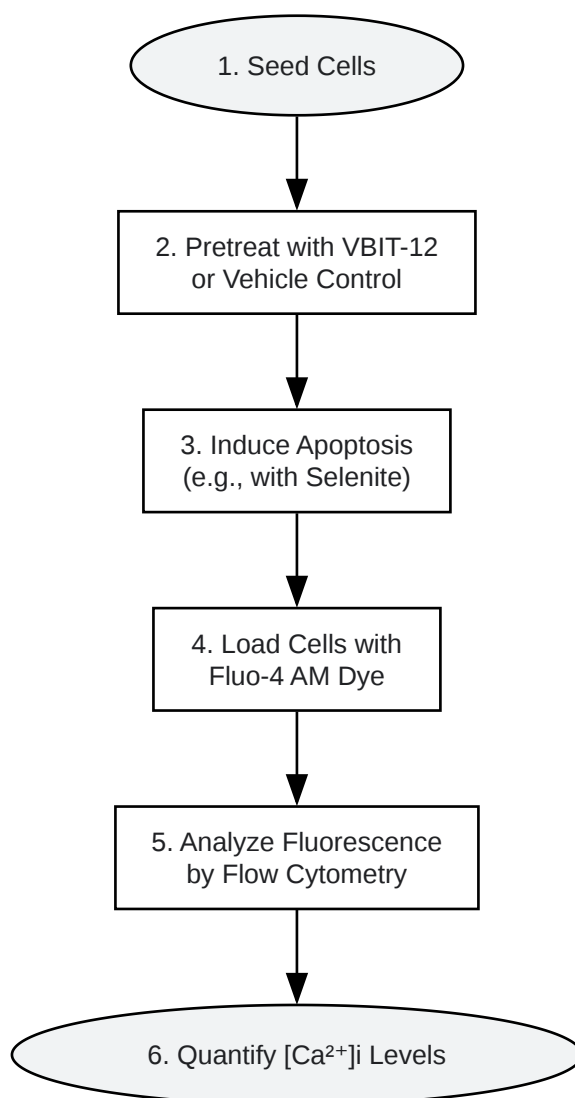 1. Seed Cells
2. Pretreat with VBIT-12
or Vehicle Control
3. Induce Apoptosis
(e.g., with Selenite)
4. Load Cells with
Fluo-4 AM Dye
5. Analyze Fluorescence
by Flow Cytometry
6. Quantify [Ca²⁺]i Levels